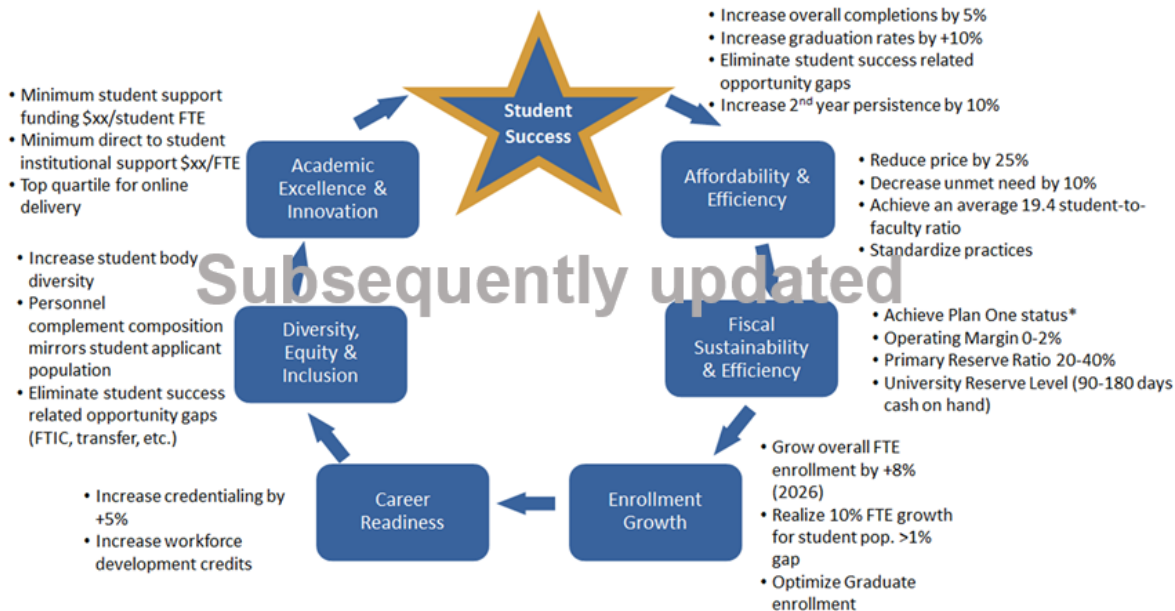 • Increase overall completions by 5%
• Increase graduation rates by +10%
• Eliminate student success related
opportunity gaps
• Increase 2nd year persistence by 10%
Student
Success
Affordability &
Efficiency
• Reduce price by 25%
• Decrease unmet need by 10%
• Achieve an average 19.4 student-to-
faculty ratio
• Standardize practices
Fiscal
Sustainability
& Efficiency
• Achieve Plan One status*
• Operating Margin 0-2%
• Primary Reserve Ratio 20-40%
• University Reserve Level (90-180 days
cash on hand)
Enrollment
Growth
• Grow overall FTE
enrollment by +8%
(2026)
• Realize 10% FTE growth
for student pop. >1%
gap
• Optimize Graduate
enrollment
Career
Readiness
• Increase credentialing by
+5%
• Increase workforce
development credits
Diversity,
Equity &
Inclusion
• Increase student body
diversity
• Personnel
complement composition
mirrors student applicant
population
• Eliminate student success
related opportunity gaps
(FTIC, transfer, etc.)
Academic
Excellence &
Innovation
• Minimum student support
funding $xx/student FTE
• Minimum direct to student
institutional support $xx/FTE
• Top quartile for online
delivery
Subsequently updated